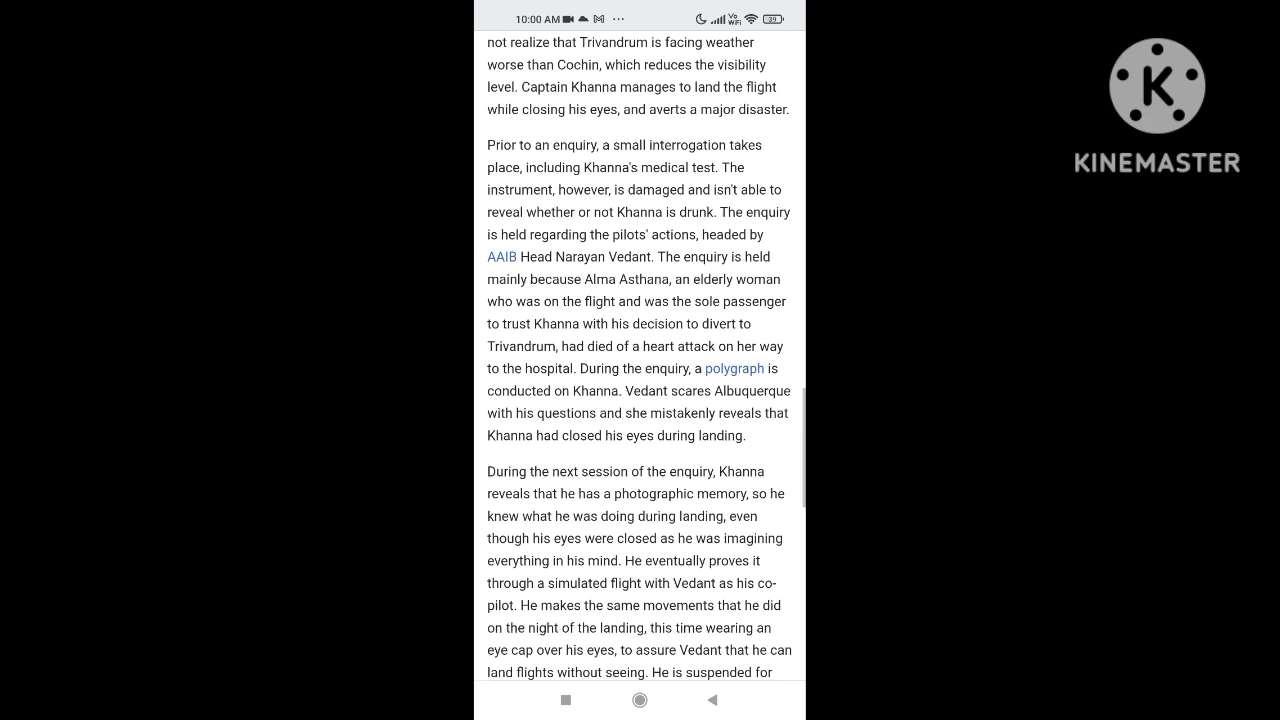 10:00 AM
Vo
WiFi
39
not realize that Trivandrum is facing weather
worse than Cochin, which reduces the visibility
level. Captain Khanna manages to land the flight
while closing his eyes, and averts a major disaster.
Prior to an enquiry, a small interrogation takes
place, including Khanna's medical test. The
instrument, however, is damaged and isn't able to
reveal whether or not Khanna is drunk. The enquiry
is held regarding the pilots' actions, headed by
AAIB Head Narayan Vedant. The enquiry is held
mainly because Alma Asthana, an elderly woman
who was on the flight and was the sole passenger
to trust Khanna with his decision to divert to
Trivandrum, had died of a heart attack on her way
to the hospital. During the enquiry, a polygraph is
conducted on Khanna. Vedant scares Albuquerque
with his questions and she mistakenly reveals that
Khanna had closed his eyes during landing.
During the next session of the enquiry, Khanna
reveals that he has a photographic memory, so he
knew what he was doing during landing, even
though his eyes were closed as he was imagining
everything in his mind. He eventually proves it
through a simulated flight with Vedant as his co-
pilot. He makes the same movements that he did
on the night of the landing, this time wearing an
eye cap over his eyes, to assure Vedant that he can
land flights without seeing. He is suspended for
K
KINEMASTER